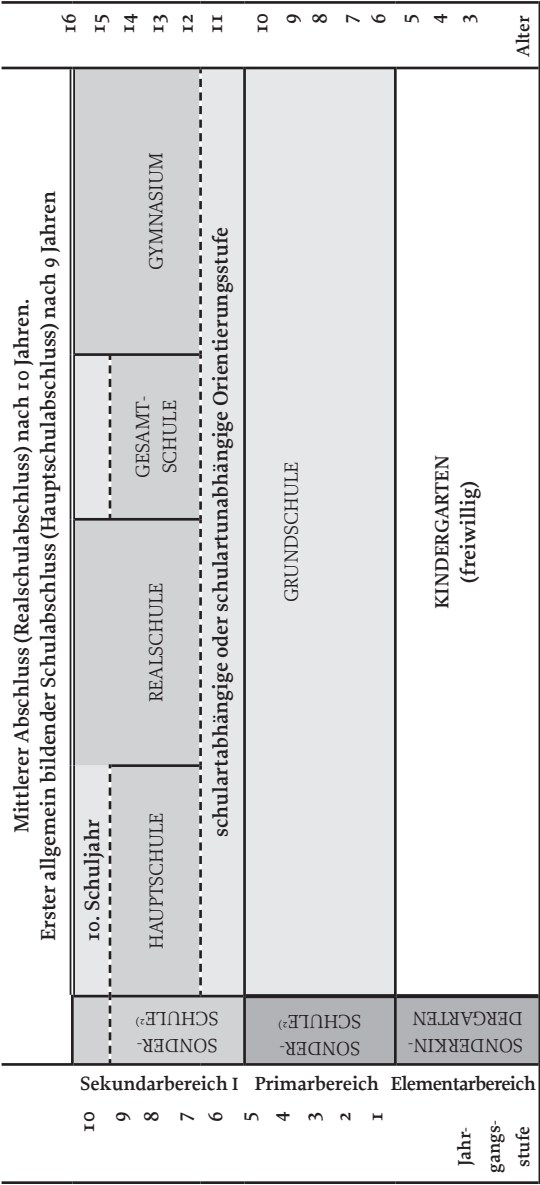 Mittlerer Abschluss (Realschulabschluss) nach 10 Jahren.
Erster allgemein bildender Schulabschluss (Hauptschulabschluss) nach 9 Jahren
10
9
8
7
6
5
4
3
2
1
Jahr-
gangs-
stufe
Sekundarbereich I
Primarbereich
Elementarbereich
SONDER-
SCHULE²⁾
SONDER-
SCHULE²⁾
SONDERKIN-
DERGARTEN
10. Schuljahr
HAUPTSCHULE
REALSCHULE
GESAMT-
SCHULE
GYMNASIUM
schulartabhängige oder schulartunabhängige Orientierungsstufe
GRUNDSCHULE
KINDERGARTEN
(freiwillig)
16
15
14
13
12
11
10
9
8
7
6
5
4
3
Alter